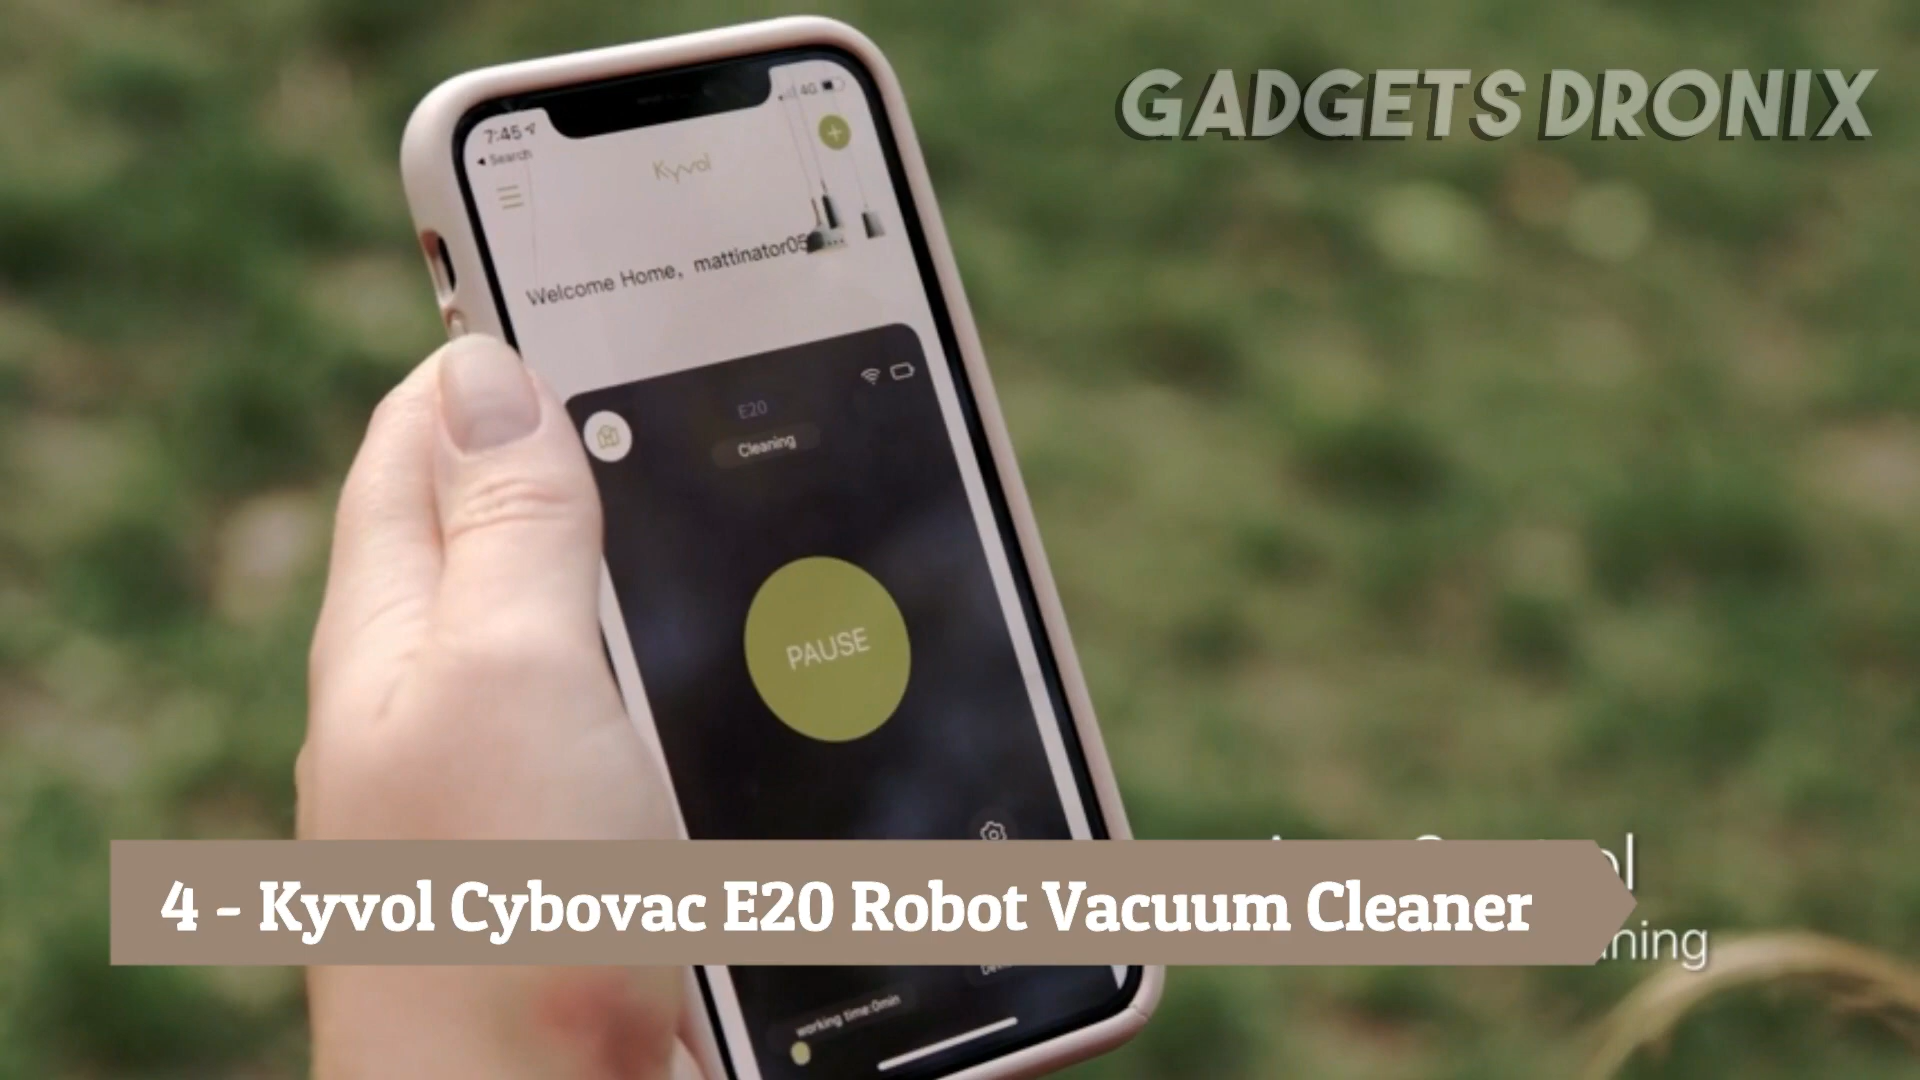 GADGETS DRONIX
7:45
4G
Search
Kyvol
Welcome Home, mattinator05
E20
Cleaning
PAUSE
4 - Kyvol Cybovac E20 Robot Vacuum Cleaner
working time:0min